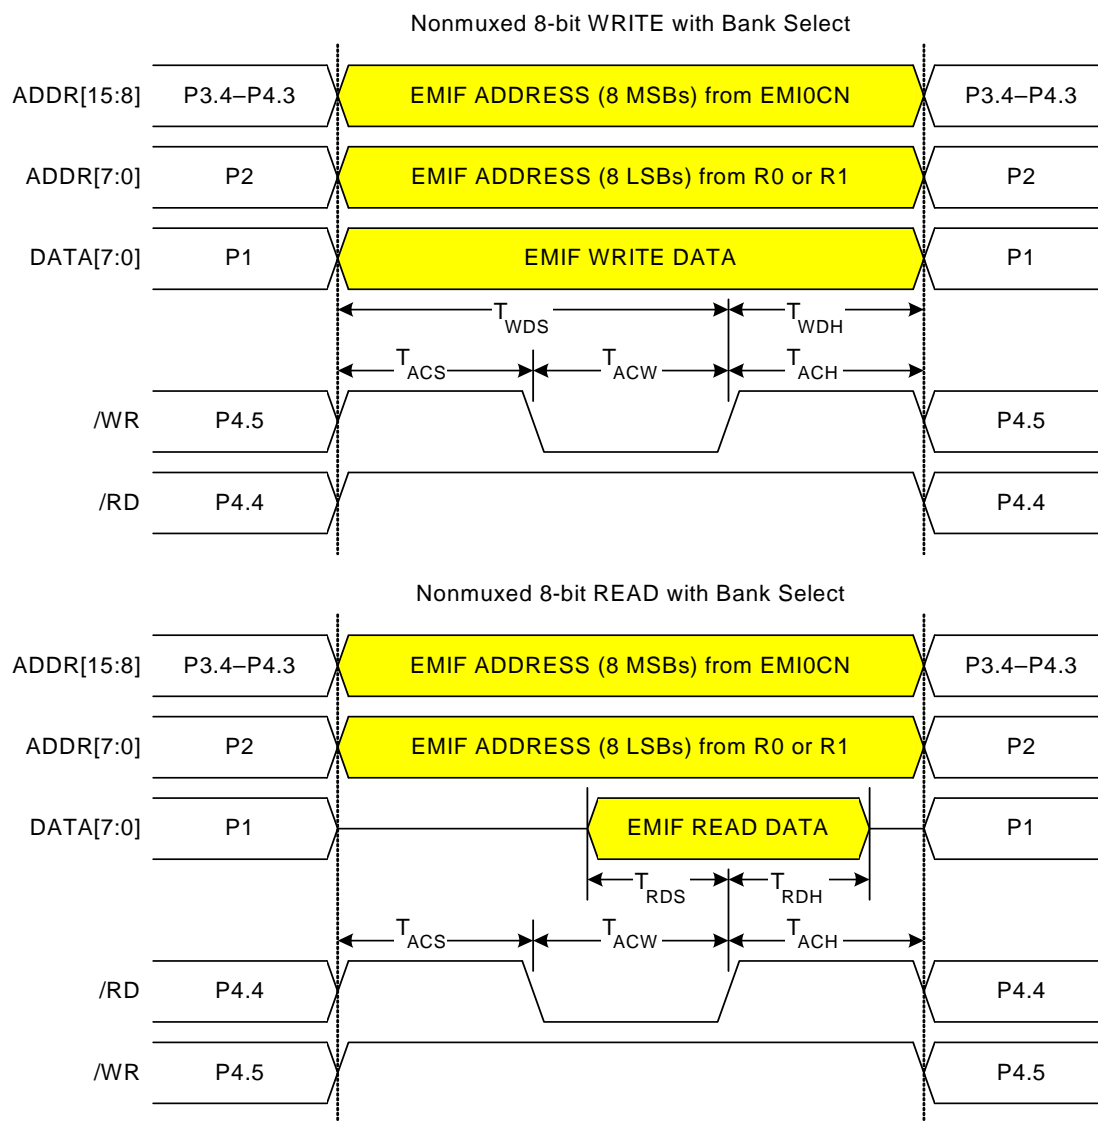 Nonmuxed 8-bit WRITE with Bank Select
ADDR[15:8] P3.4–P4.3 EMIF ADDRESS (8 MSBs) from EMI0CN P3.4–P4.3
ADDR[7:0] P2 EMIF ADDRESS (8 LSBs) from R0 or R1 P2
DATA[7:0] P1 EMIF WRITE DATA P1
TWDS TWDH
TACS TACW TACH
/WR P4.5 P4.5
/RD P4.4 P4.4
Nonmuxed 8-bit READ with Bank Select
ADDR[15:8] P3.4–P4.3 EMIF ADDRESS (8 MSBs) from EMI0CN P3.4–P4.3
ADDR[7:0] P2 EMIF ADDRESS (8 LSBs) from R0 or R1 P2
DATA[7:0] P1 EMIF READ DATA P1
TRDS TRDH
TACS TACW TACH
/RD P4.4 P4.4
/WR P4.5 P4.5